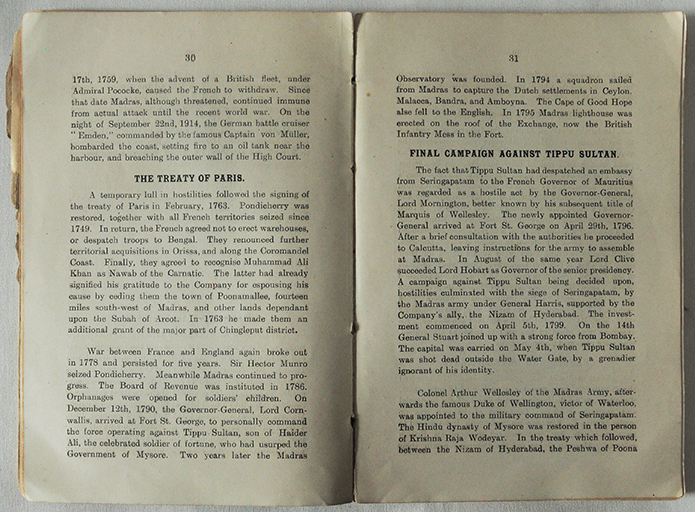 30
17th, 1759, when the advent of a British fleet, under
Admiral Pococke, caused the French to withdraw. Since
that date Madras, although threatened, continued immune
from actual attack until the recent world war. On the
night of September 22nd, 1914, the German battle cruiser
"Emden," commanded by the famous Captain von Müller,
bombarded the coast, setting fire to an oil tank near the
harbour, and breaching the outer wall of the High Court.
THE TREATY OF PARIS.
A temporary lull in hostilities followed the signing of
the treaty of Paris in February, 1763. Pondicherry was
restored, together with all French territories seized since
1749. In return, the French agreed not to erect warehouses,
or despatch troops to Bengal. They renounced further
territorial acquisitions in Orissa, and along the Coromandel
Coast. Finally, they agreed to recognise Muhammad Ali
Khan as Nawab of the Carnatic. The latter had already
signified his gratitude to the Company for espousing his
cause by ceding them the town of Poonamallee, fourteen
miles south-west of Madras, and other lands dependant
upon the Subah of Arcot. In 1763 he made them an
additional grant of the major part of Chingleput district.
War between France and England again broke out
in 1778 and persisted for five years. Sir Hector Munro
seized Pondicherry. Meanwhile Madras continued to pro-
gress. The Board of Revenue was instituted in 1786.
Orphanages were opened for soldiers' children. On
December 12th, 1790, the Governor-General, Lord Corn-
wallis, arrived at Fort St. George, to personally command
the force operating against Tippu Sultan, son of Haider
Ali, the celebrated soldier of fortune, who had usurped the
Government of Mysore. Two years later the Madras
31
Observatory was founded. In 1794 a squadron sailed
from Madras to capture the Dutch settlements in Ceylon,
Malacca, Bandra, and Amboyna. The Cape of Good Hope
also fell to the English. In 1795 Madras lighthouse was
erected on the roof of the Exchange, now the British
Infantry Mess in the Fort.
FINAL CAMPAIGN AGAINST TIPPU SULTAN.
The fact that Tippu Sultan had despatched an embassy
from Seringapatam to the French Governor of Mauritius
was regarded as a hostile act by the Governor-General,
Lord Mornington, better known by his subsequent title of
Marquis of Wellesley. The newly appointed Governor-
General arrived at Fort St. George on April 29th, 1796.
After a brief consultation with the authorities he proceeded
to Calcutta, leaving instructions for the army to assemble
at Madras. In August of the same year Lord Clive
succeeded Lord Hobart as Governor of the senior presidency.
A campaign against Tippu Sultan being decided upon,
hostilities culminated with the siege of Seringapatam, by
the Madras army under General Harris, supported by the
Company's ally, the Nizam of Hyderabad. The invest-
ment commenced on April 5th, 1799. On the 14th
General Stuart joined up with a strong force from Bombay.
The capital was carried on May 4th, when Tippu Sultan
was shot dead outside the Water Gate, by a grenadier
ignorant of his identity.
Colonel Arthur Wellesley of the Madras Army, after-
wards the famous Duke of Wellington, victor of Waterloo,
was appointed to the military command of Seringapatam.
The Hindu dynasty of Mysore was restored in the person
of Krishna Raja Wodeyar. In the treaty which followed,
between the Nizam of Hyderabad, the Peshwa of Poona